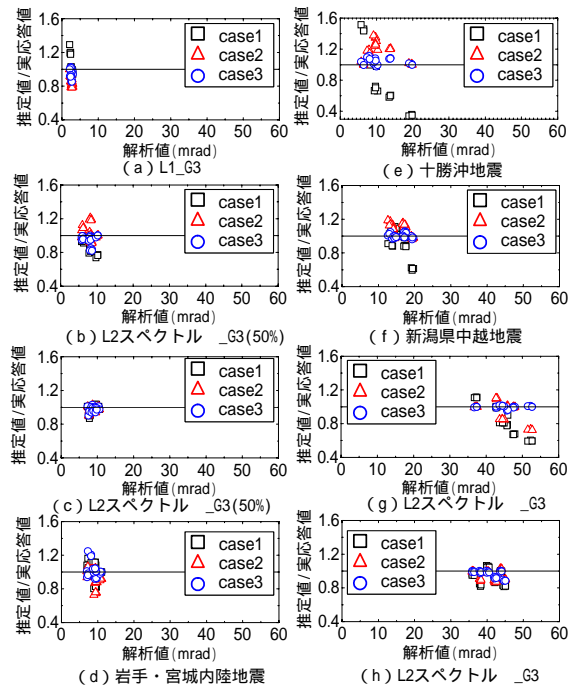 推定値/実応答値
1.6
1.2
0.8
0.4
0 10 20 30 40 50 60
case1
case2
case3
解析値(mrad)
(a) L1_G3
推定値/実応答値
1.6
1.2
0.8
0.4
0 10 20 30 40 50 60
case1
case2
case3
解析値(mrad)
(b) L2スペクトル _G3(50%)
推定値/実応答値
1.6
1.2
0.8
0.4
0 10 20 30 40 50 60
case1
case2
case3
解析値(mrad)
(c) L2スペクトル _G3(50%)
推定値/実応答値
1.6
1.2
0.8
0.4
0 10 20 30 40 50 60
case1
case2
case3
解析値(mrad)
(d) 岩手・宮城内陸地震
推定値/実応答値
1.6
1.2
0.8
0.4
0 10 20 30 40 50 60
case1
case2
case3
解析値(mrad)
(e) 十勝沖地震
推定値/実応答値
1.6
1.2
0.8
0.4
0 10 20 30 40 50 60
case1
case2
case3
解析値(mrad)
(f) 新潟県中越地震
推定値/実応答値
1.6
1.2
0.8
0.4
0 10 20 30 40 50 60
case1
case2
case3
解析値(mrad)
(g) L2スペクトル _G3
推定値/実応答値
1.6
1.2
0.8
0.4
0 10 20 30 40 50 60
case1
case2
case3
解析値(mrad)
(h) L2スペクトル _G3